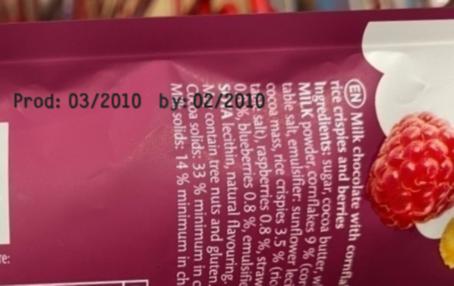 Prod: 03/2010 by: 02/2010
EN Milk chocolate with cornfla
rice crispies and berries
Ingredients: sugar, cocoa butter, w
MILK powder, cornflakes 9 % (cor
table salt, emulsifier: sunflower leci
cocoa mass, rice crispies 3.5 % (ric
salt), raspberries 0.8 %, straw
blueberries 0.8 %, emulsifie
lecithin, natural flavouring.
contain tree nuts and gluten.
solids: 33 % minimum in c
solids: 14 % minimum in ch
re: